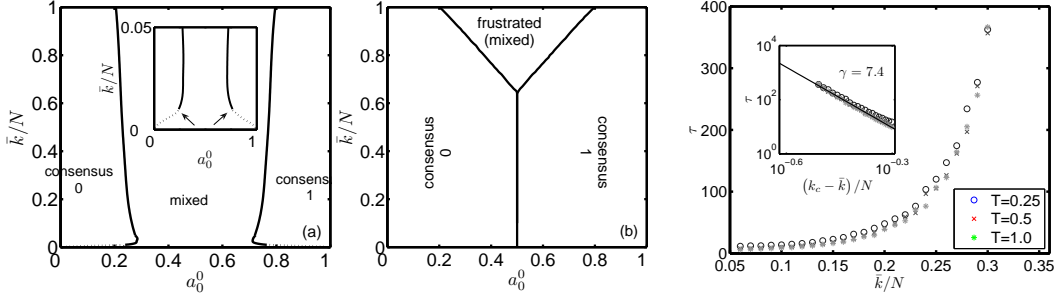 1
0.8
0.6
0.4
0.2
0
k̄/N
0
0.2
0.4
0.6
0.8
1
a₀⁰
consensus
0
mixed
consens
1
(a)
0.05
0
k̄/N
0
1
a₀⁰
1
0.8
0.6
0.4
0.2
0
k̄/N
0
0.2
0.4
0.6
0.8
1
a₀⁰
frustrated
(mixed)
consensus
0
consensus
1
(b)
400
300
200
100
0
τ
0.05
0.1
0.15
0.20
0.25
0.3
0.35
k̄/N
10⁴
10²
10⁰
τ
γ = 7.4
10⁻⁰·⁶
10⁻⁰·³
(k_c − k̄) /N
T=0.25
T=0.5
T=1.0